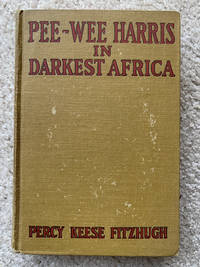 PEE-WEE HARRIS
IN
DARKEST AFRICA
PERCY KEESE FITZHUGH